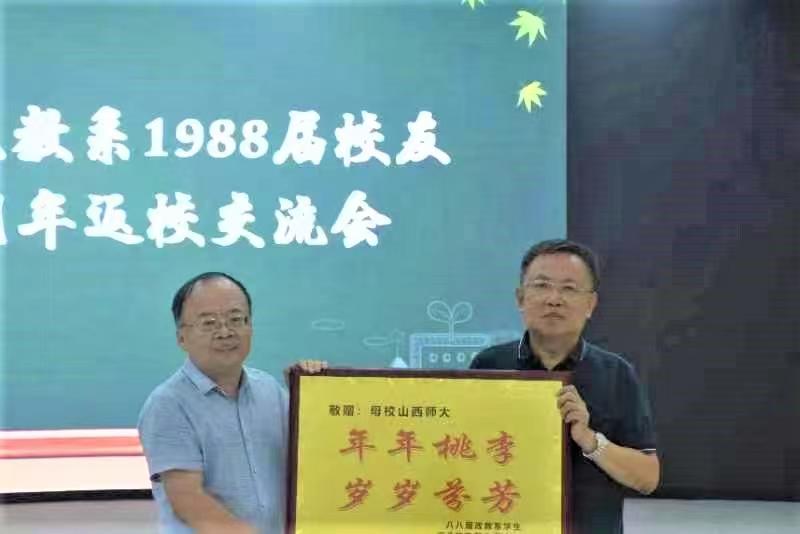 教系1988届校友
周年返校交流会
敬赠：母校山西师大
年年桃李
岁岁芬芳
八八届政教系学生